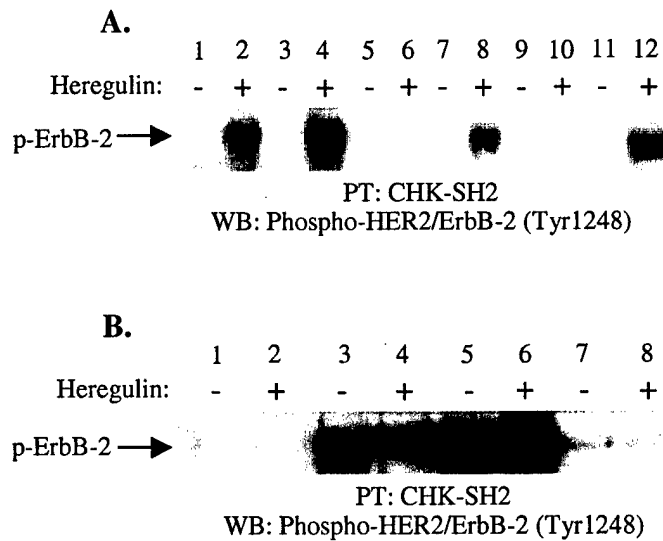 A.
1 2 3 4 5 6 7 8 9 10 11 12
Heregulin: - + - + - + - + - + - +
p-ErbB-2
PT: CHK-SH2
WB: Phospho-HER2/ErbB-2 (Tyr1248)
B.
1 2 3 4 5 6 7 8
Heregulin: - + - + - + - +
p-ErbB-2
PT: CHK-SH2
WB: Phospho-HER2/ErbB-2 (Tyr1248)